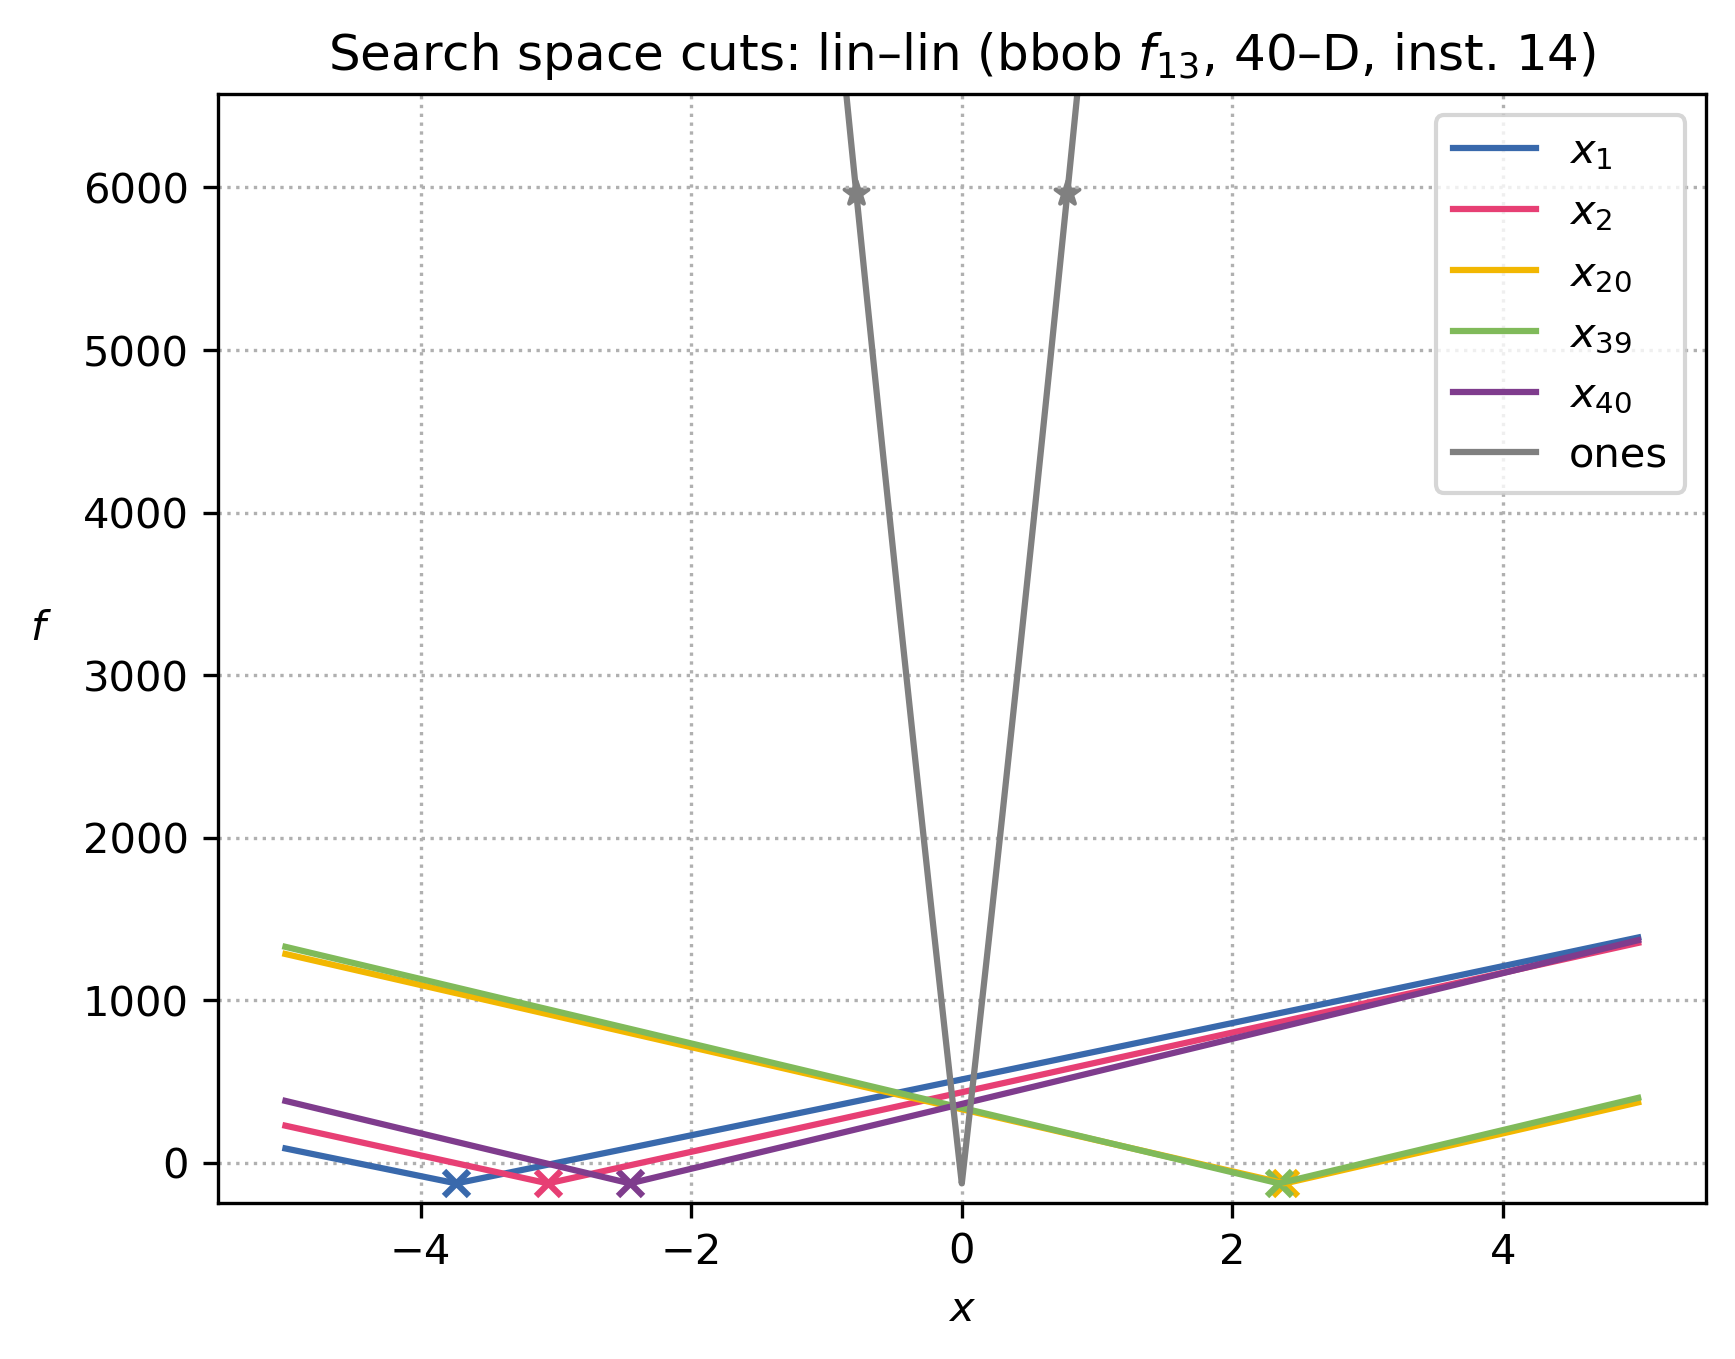 Search space cuts: lin–lin (bbob f₁₃, 40–D, inst. 14)
x₁
x₂
x₂₀
x₃₉
x₄₀
ones
6000
5000
4000
3000
2000
1000
0
f
−4 −2 0 2 4
x